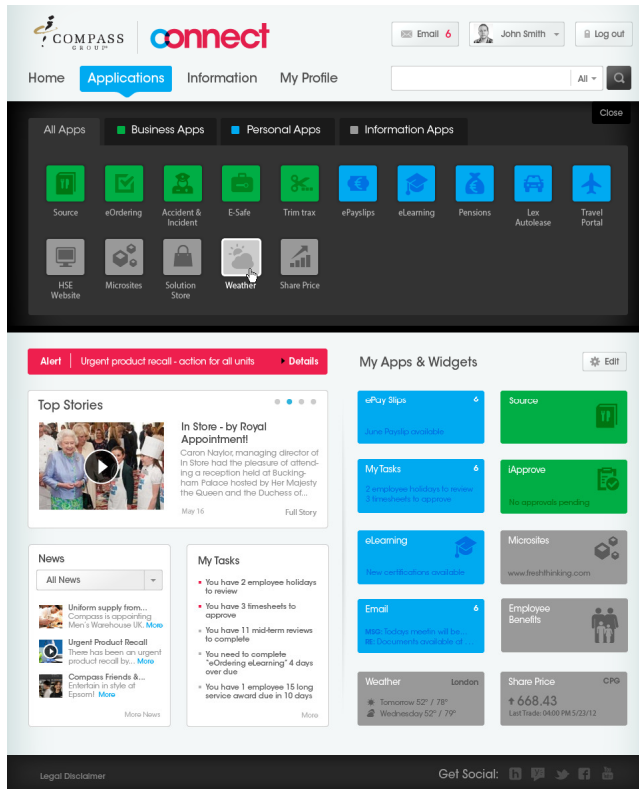 COMPASS
GROUP
connect
Email 6
John Smith
Log out
Home
Applications
Information
My Profile
All
Close
All Apps
Business Apps
Personal Apps
Information Apps
Source
eOrdering
Accident &
Incident
E-Safe
Trim trax
ePayslips
eLearning
Pensions
Lex
Autolease
Travel
Portal
HSE
Website
Microsites
Solution
Store
Weather
Share Price
Alert
Urgent product recall - action for all units
Details
My Apps & Widgets
Edit
Top Stories
In Store - by Royal
Appointment!
Caron Naylor, managing director of
In Store had the pleasure of attend-
ing a reception held at Bucking-
ham Palace hosted by Her Majesty
the Queen and the Duchess of...
May 16
Full Story
News
All News
Uniform supply from...
Compass is appointing
Men's Warehouse UK. More
Urgent Product Recall
There has been an urgent
product recall by... More
Compass Friends &...
Entertain in style at
Epsom! More
More News
My Tasks
You have 2 employee holidays
to review
You have 3 timesheets to
approve
You have 11 mid-term reviews
to complete
You need to complete
"eOrdering eLearning" 4 days
over due
You have 1 employee 15 long
service award due in 10 days
More
ePay Slips 6
June Payslip available
Source
My Tasks 6
2 employee holidays to review
3 timesheets to approve
iApprove
No approvals pending
eLearning
New certifications available
Microsites
www.freshthinking.com
Email 6
MSG: Todays meetin will be...
RE: Documents available at
Employee
Benefits
Weather London
Tomorrow 52° / 78°
Wednesday 52° / 79°
Share Price CPG
668.43
Last Trade: 04:00 PM 5/23/12
Legal Disclaimer
Get Social: